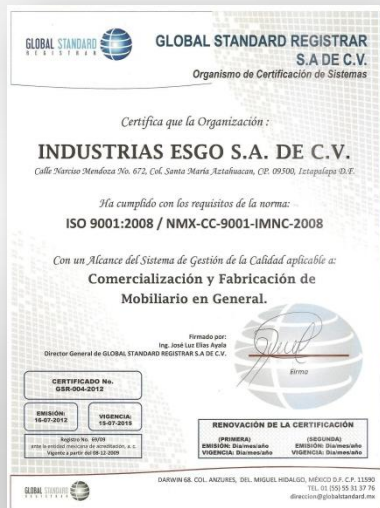 GLOBAL STANDARD
REGISTRAR
GLOBAL STANDARD REGISTRAR
S.A DE C.V.
Organismo de Certificación de Sistemas
Certifica que la Organización :
INDUSTRIAS ESGO S.A. DE C.V.
Calle Narciso Mendoza No. 672, Col. Santa María Aztahuacan, CP. 09500, Iztapalapa D.F.
Ha cumplido con los requisitos de la norma:
ISO 9001:2008 / NMX-CC-9001-IMNC-2008
Con un Alcance del Sistema de Gestión de la Calidad aplicable a:
Comercialización y Fabricación de
Mobiliario en General.
Firmado por:
Ing. José Luz Elías Ayala
Director General de GLOBAL STANDARD REGISTRAR S.A DE C.V.
Firma
CERTIFICADO No.
GSR-004-2012
EMISIÓN:
16-07-2012
VIGENCIA:
15-07-2015
Registro No. 69/09
ante la entidad mexicana de acreditación, a. c.
Vigente a partir del 08-12-2009
RENOVACIÓN DE LA CERTIFICACIÓN
(PRIMERA)
EMISIÓN: Dia/mes/año
VIGENCIA: Dia/mes/año
(SEGUNDA)
EMISIÓN: Dia/mes/año
VIGENCIA: Dia/mes/año
GLOBAL STANDARD
DARWIN 68. COL. ANZURES, DEL. MIGUEL HIDALGO, MÉXICO D.F. C.P. 11590
TEL. 01 (55) 55 31 37 76
direccion@globalstandard.mx